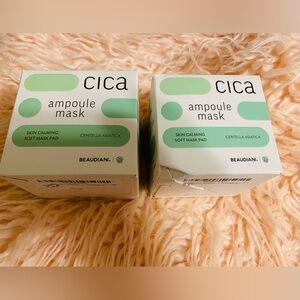 cica
ampoule
mask
SKIN CALMING
SOFT MASK PAD
CENTELLA ASIATICA
BEAUDIANI.
cica
ampoule
mask
SKIN CALMING
SOFT MASK PAD
CENTELLA ASIATICA
BEAUDIANI.